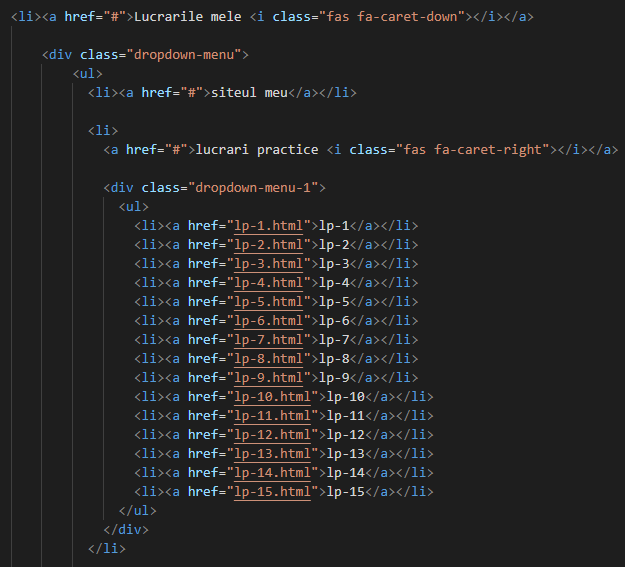 <li><a href="#">Lucrarile mele <i class="fas fa-caret-down"></i></a>
<div class="dropdown-menu">
<ul>
<li><a href="#">siteul meu</a></li>
<li>
<a href="#">lucrari practice <i class="fas fa-caret-right"></i></a>
<div class="dropdown-menu-1">
<ul>
<li><a href="lp-1.html">lp-1</a></li>
<li><a href="lp-2.html">lp-2</a></li>
<li><a href="lp-3.html">lp-3</a></li>
<li><a href="lp-4.html">lp-4</a></li>
<li><a href="lp-5.html">lp-5</a></li>
<li><a href="lp-6.html">lp-6</a></li>
<li><a href="lp-7.html">lp-7</a></li>
<li><a href="lp-8.html">lp-8</a></li>
<li><a href="lp-9.html">lp-9</a></li>
<li><a href="lp-10.html">lp-10</a></li>
<li><a href="lp-11.html">lp-11</a></li>
<li><a href="lp-12.html">lp-12</a></li>
<li><a href="lp-13.html">lp-13</a></li>
<li><a href="lp-14.html">lp-14</a></li>
<li><a href="lp-15.html">lp-15</a></li>
</ul>
</div>
</li>